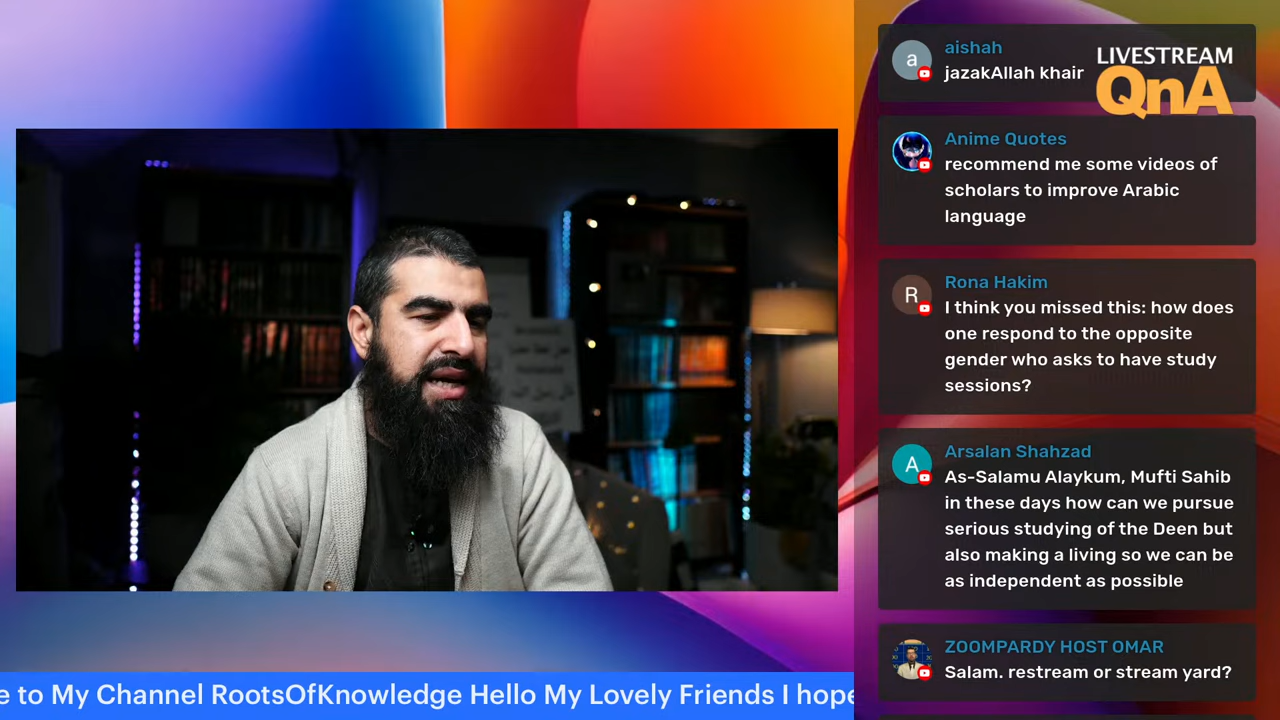 aishah
jazakAllah khair
LIVESTREAM
QnA
Anime Quotes
recommend me some videos of
scholars to improve Arabic
language
Rona Hakim
I think you missed this: how does
one respond to the opposite
gender who asks to have study
sessions?
Arsalan Shahzad
As-Salamu Alaykum, Mufti Sahib
in these days how can we pursue
serious studying of the Deen but
also making a living so we can be
as independent as possible
ZOOMPARDY HOST OMAR
Salam. restream or stream yard?
e to My Channel RootsOfKnowledge Hello My Lovely Friends I hope